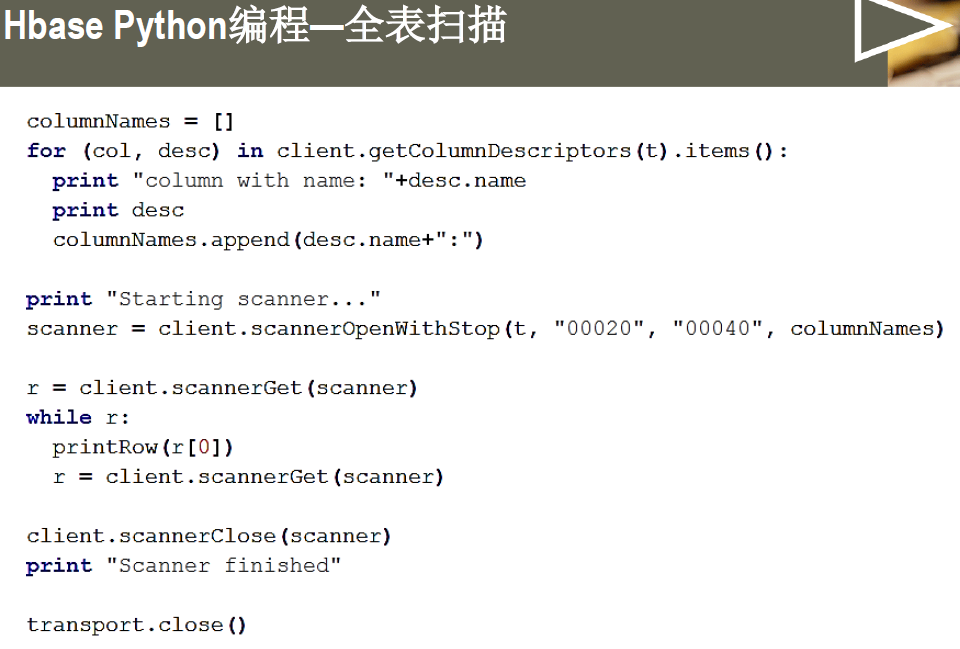 Hbase Python编程—全表扫描
columnNames = []
for (col, desc) in client.getColumnDescriptors(t).items():
  print "column with name: "+desc.name
  print desc
  columnNames.append(desc.name+":")
print "Starting scanner..."
scanner = client.scannerOpenWithStop(t, "00020", "00040", columnNames)
r = client.scannerGet(scanner)
while r:
  printRow(r[0])
  r = client.scannerGet(scanner)
client.scannerClose(scanner)
print "Scanner finished"
transport.close()